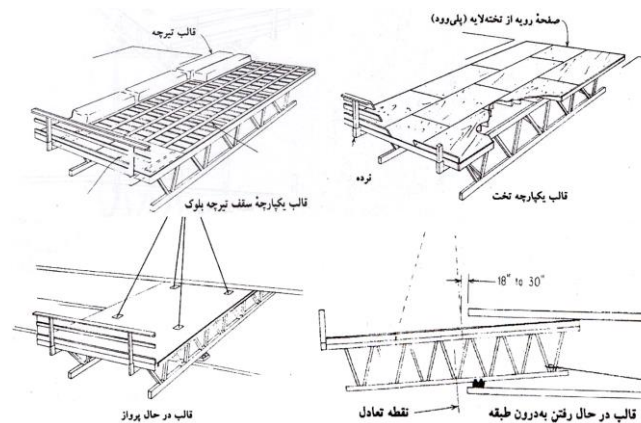 صفحهٔ رویه از تخته‌لایه (پلی‌وود)
قالب تیرچه
نرده
قالب یکپارچهٔ سقف تیرچه بلوک
قالب یکپارچه تخت
18" to 30"
قالب در حال پرواز
نقطه تعادل
قالب در حال رفتن به‌درون طبقه